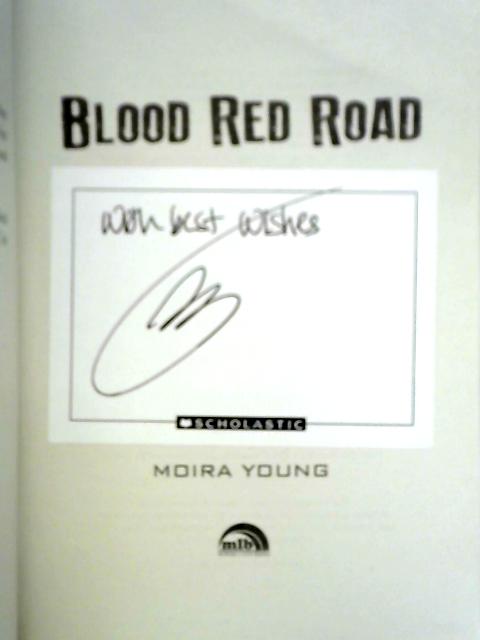 BLOOD RED ROAD
With best wishes
SCHOLASTIC
MOIRA YOUNG
mlb